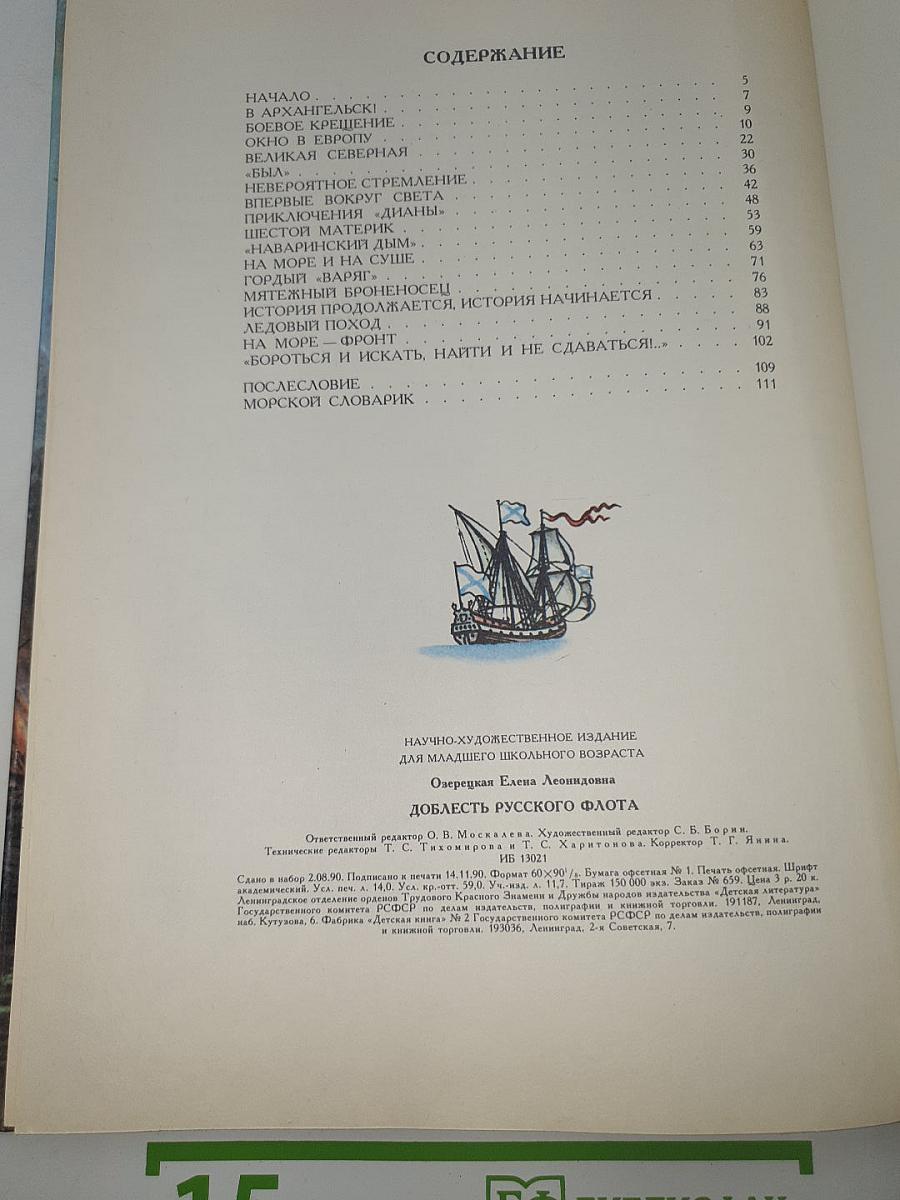 СОДЕРЖАНИЕ
НАЧАЛО . . . 5
В АРХАНГЕЛЬСК! . . . 7
БОЕВОЕ КРЕЩЕНИЕ . . . 9
ОКНО В ЕВРОПУ . . . 10
ВЕЛИКАЯ СЕВЕРНАЯ . . . 22
«БЫЛ» . . . 30
НЕВЕРОЯТНОЕ СТРЕМЛЕНИЕ . . . 36
ВПЕРВЫЕ ВОКРУГ СВЕТА . . . 42
ПРИКЛЮЧЕНИЯ «ДИАНЫ» . . . 48
ШЕСТОЙ МАТЕРИК . . . 53
«НАВАРИНСКИЙ ДЫМ» . . . 59
НА МОРЕ И НА СУШЕ . . . 63
ГОРДЫЙ «ВАРЯГ» . . . 71
МЯТЕЖНЫЙ БРОНЕНОСЕЦ . . . 76
ИСТОРИЯ ПРОДОЛЖАЕТСЯ, ИСТОРИЯ НАЧИНАЕТСЯ . . . 83
ЛЕДОВЫЙ ПОХОД . . . 88
НА МОРЕ — ФРОНТ . . . 91
«БОРОТЬСЯ И ИСКАТЬ, НАЙТИ И НЕ СДАВАТЬСЯ!..» . . . 102
ПОСЛЕСЛОВИЕ . . . 109
МОРСКОЙ СЛОВАРИК . . . 111
НАУЧНО-ХУДОЖЕСТВЕННОЕ ИЗДАНИЕ
ДЛЯ МЛАДШЕГО ШКОЛЬНОГО ВОЗРАСТА
Озерецкая Елена Леонидовна
ДОБЛЕСТЬ РУССКОГО ФЛОТА
Ответственный редактор О. В. Москалева. Художественный редактор С. Б. Борин.
Технические редакторы Т. С. Тихомирова и Т. С. Харитонова. Корректор Т. Г. Янина.
ИБ 13021
Сдано в набор 2.08.90. Подписано к печати 14.11.90. Формат 60×90¹/₈. Бумага офсетная № 1. Печать офсетная. Шрифт
академический. Усл. печ. л. 14,0. Усл. кр.-отт. 59,0. Уч.-изд. л. 11,7. Тираж 150 000 экз. Заказ № 659. Цена 3 р. 20 к.
Ленинградское отделение орденов Трудового Красного Знамени и Дружбы народов издательства «Детская литература»
Государственного комитета РСФСР по делам издательств, полиграфии и книжной торговли. 191187, Ленинград,
наб. Кутузова, 6. Фабрика «Детская книга» № 2 Государственного комитета РСФСР по делам издательств, полиграфии
и книжной торговли. 193036, Ленинград, 2-я Советская, 7.
15